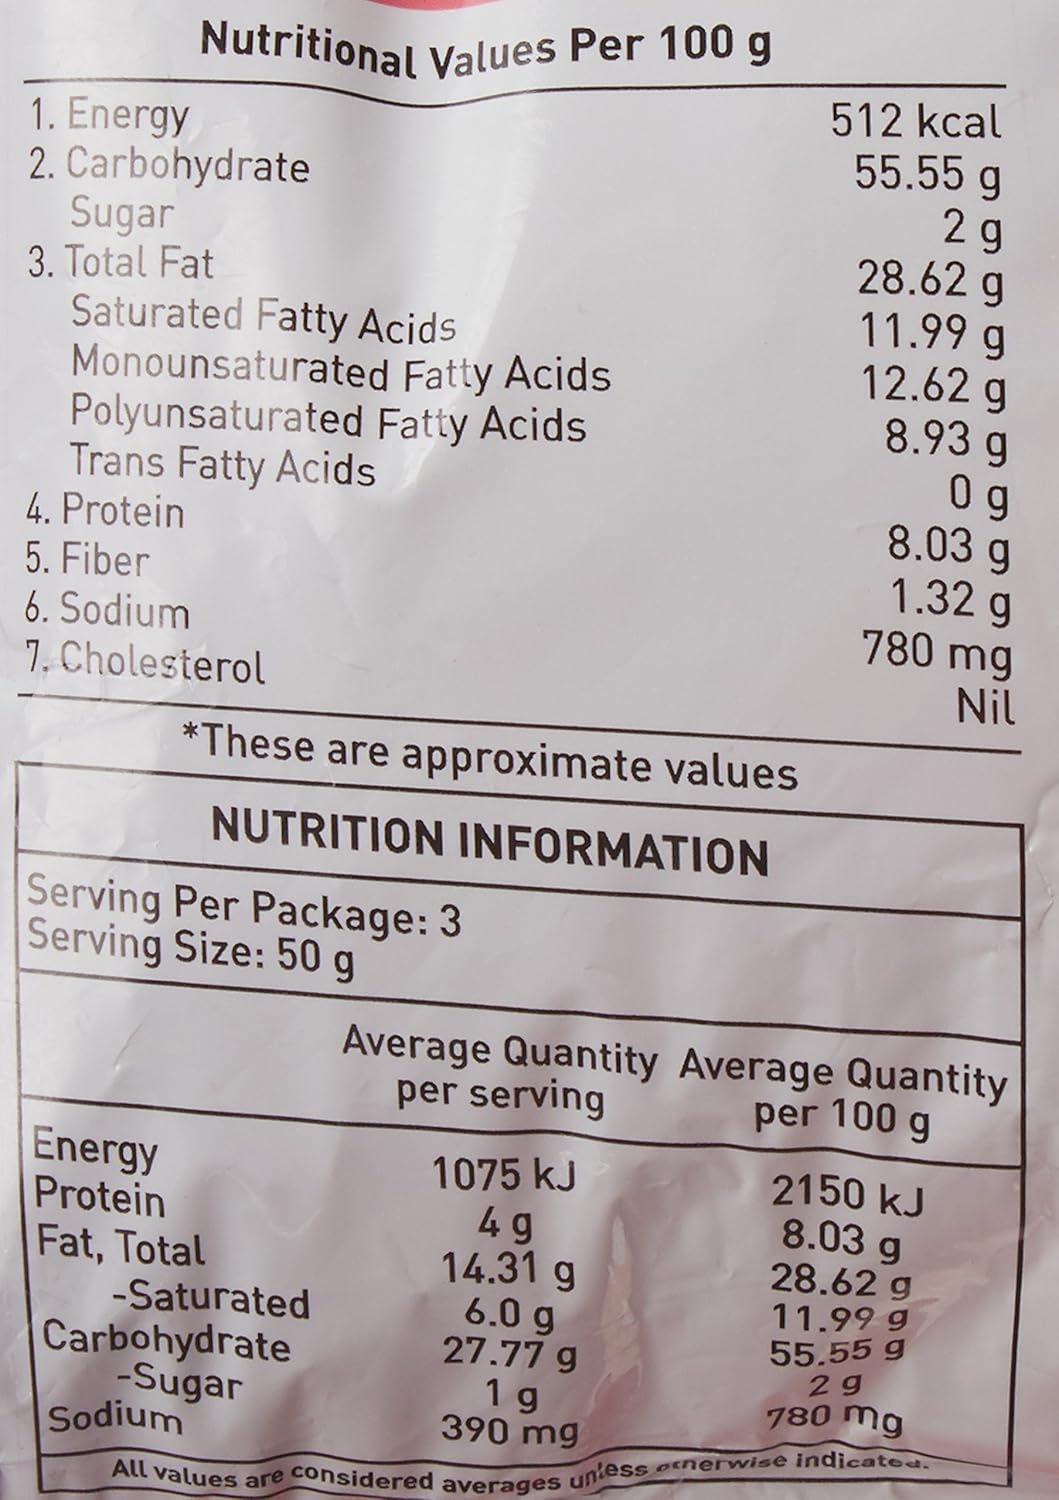 Nutritional Values Per 100 g
1. Energy 512 kcal
2. Carbohydrate 55.55 g
Sugar 2 g
3. Total Fat 28.62 g
Saturated Fatty Acids 11.99 g
Monounsaturated Fatty Acids 12.62 g
Polyunsaturated Fatty Acids 8.93 g
Trans Fatty Acids 0 g
4. Protein 8.03 g
5. Fiber 1.32 g
6. Sodium 780 mg
7. Cholesterol Nil
*These are approximate values
NUTRITION INFORMATION
Serving Per Package: 3
Serving Size: 50 g
Average Quantity Average Quantity
per serving per 100 g
Energy 1075 kJ 2150 kJ
Protein 4 g 8.03 g
Fat, Total 14.31 g 28.62 g
-Saturated 6.0 g 11.99 g
Carbohydrate 27.77 g 55.55 g
-Sugar 1 g 2 g
Sodium 390 mg 780 mg
All values are considered averages unless otherwise indicated.